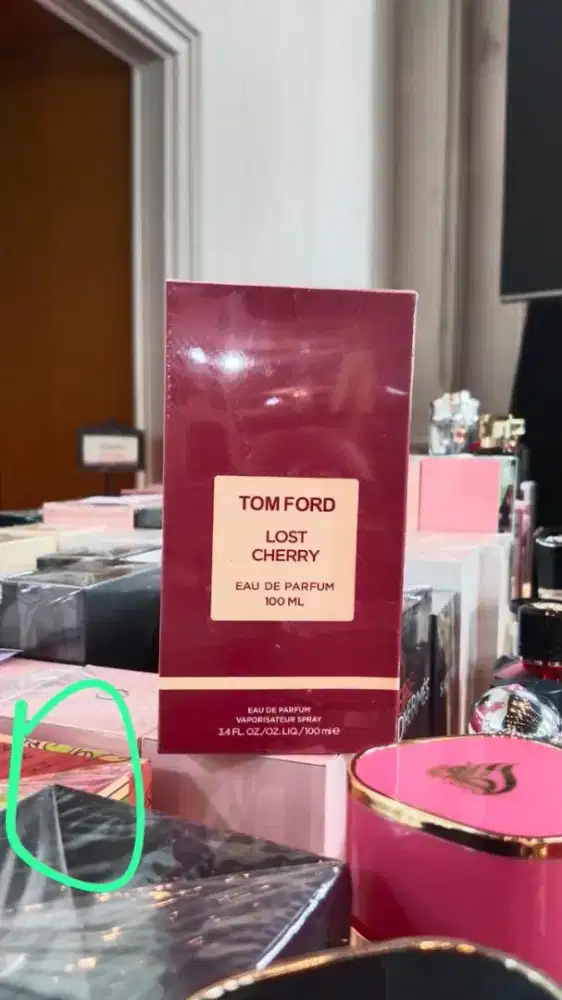 TOM FORD
LOST
CHERRY
EAU DE PARFUM
100 ML
EAU DE PARFUM
VAPORISATEUR SPRAY
3.4 FL. OZ./OZ. LIQ./100 ml e